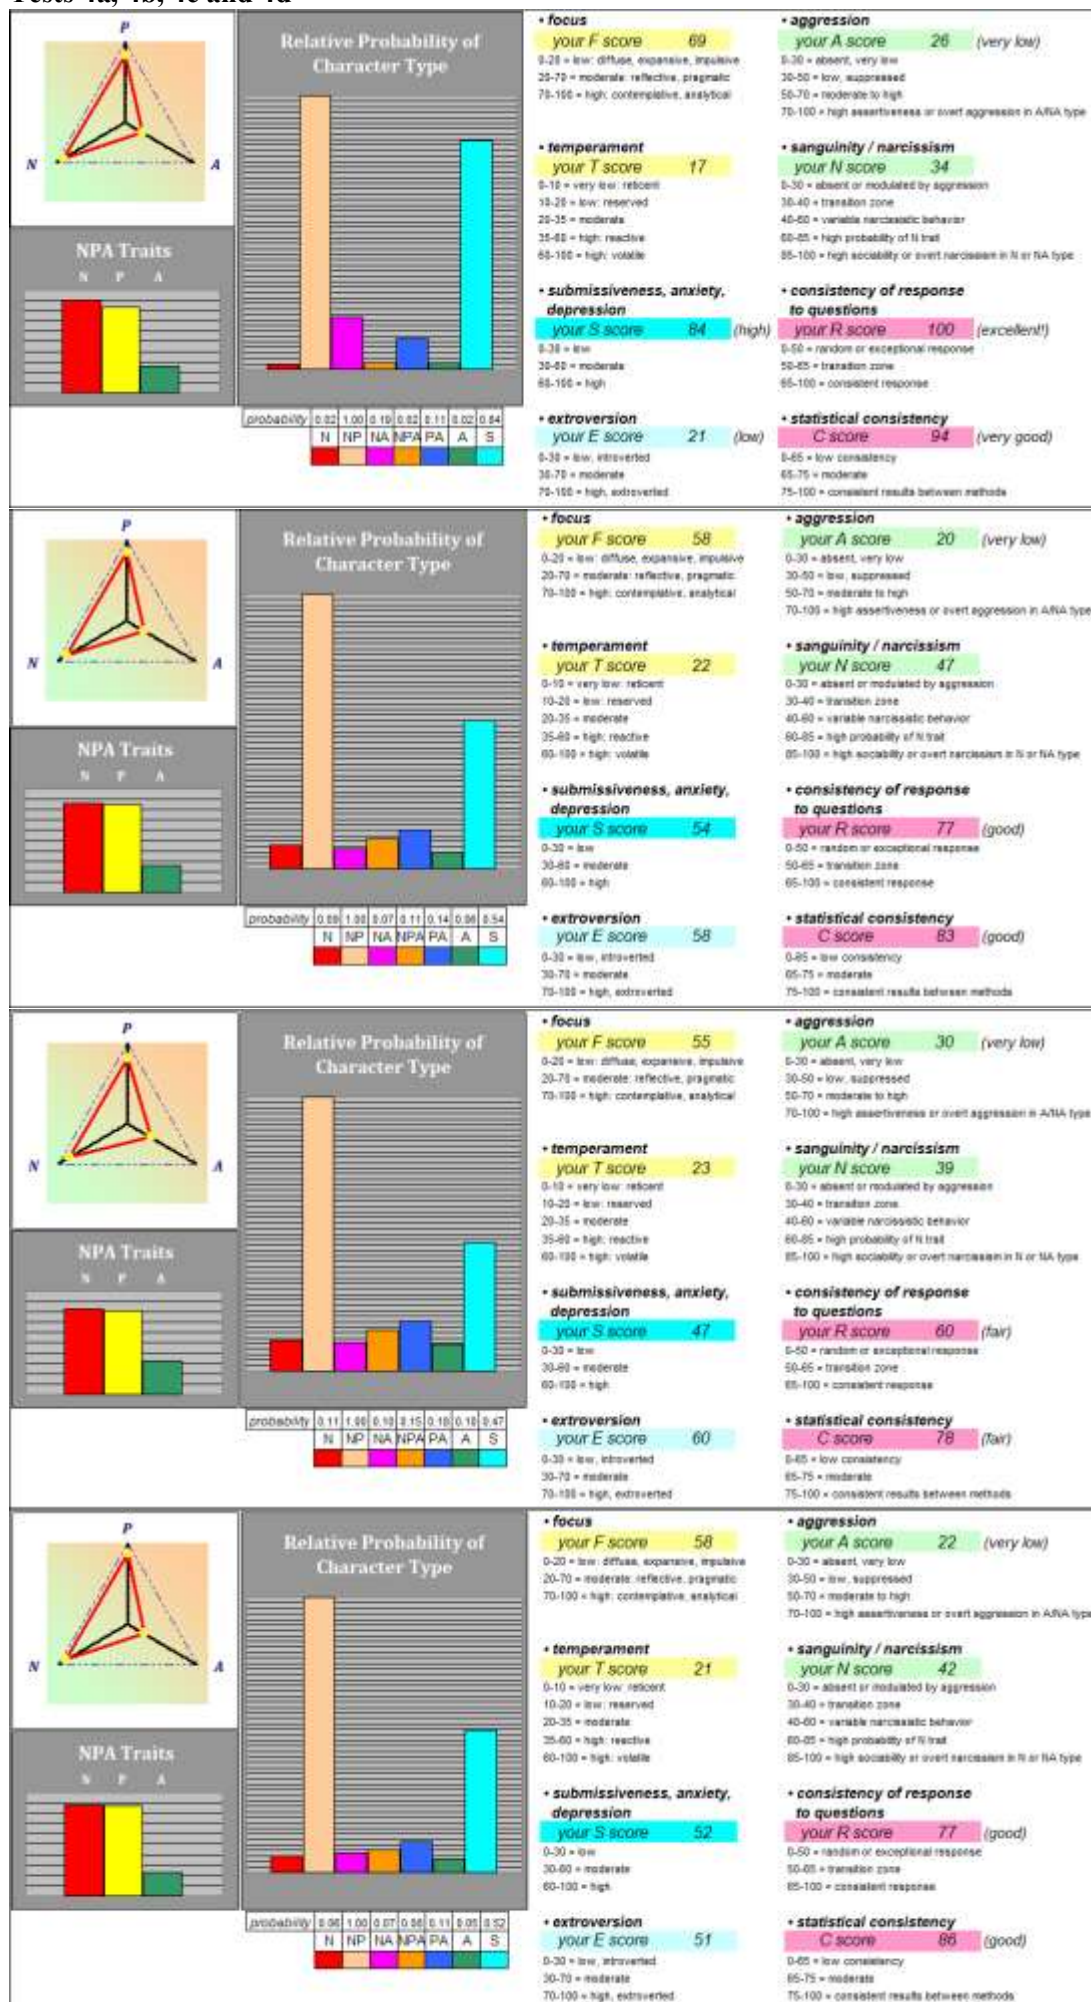 Tests 4a, 4b, 4c and 4d
P
N
A
NPA Traits
N P A
Relative Probability of
Character Type
probability 0.02 1.00 0.19 0.02 0.11 0.02 0.84
N NP NA NPA PA A S
• focus
your F score 69
0-20 = low: diffuse, expansive, impulsive
20-70 = moderate: reflective, pragmatic
70-100 = high: contemplative, analytical
• temperament
your T score 17
0-10 = very low: reticent
10-20 = low: reserved
20-35 = moderate
35-60 = high: reactive
60-100 = high: volatile
• submissiveness, anxiety,
depression
your S score 84 (high)
0-30 = low
30-60 = moderate
60-100 = high
• extroversion
your E score 21 (low)
0-30 = low, introverted
30-70 = moderate
70-100 = high, extroverted
• aggression
your A score 26 (very low)
0-30 = absent, very low
30-50 = low, suppressed
50-70 = moderate to high
70-100 = high assertiveness or overt aggression in A/NA type
• sanguinity / narcissism
your N score 34
0-30 = absent or modulated by aggression
30-40 = transition zone
40-60 = variable narcissistic behavior
60-85 = high probability of N trait
85-100 = high sociability or overt narcissism in N or NA type
• consistency of response
to questions
your R score 100 (excellent!)
0-50 = random or exceptional response
50-65 = transition zone
65-100 = consistent response
• statistical consistency
C score 94 (very good)
0-65 = low consistency
65-75 = moderate
75-100 = consistent results between methods
P
N
A
NPA Traits
N P A
Relative Probability of
Character Type
probability 0.09 1.00 0.07 0.11 0.14 0.06 0.54
N NP NA NPA PA A S
• focus
your F score 58
0-20 = low: diffuse, expansive, impulsive
20-70 = moderate: reflective, pragmatic
70-100 = high: contemplative, analytical
• temperament
your T score 22
0-10 = very low: reticent
10-20 = low: reserved
20-35 = moderate
35-60 = high: reactive
60-100 = high: volatile
• submissiveness, anxiety,
depression
your S score 54
0-30 = low
30-60 = moderate
60-100 = high
• extroversion
your E score 58
0-30 = low, introverted
30-70 = moderate
70-100 = high, extroverted
• aggression
your A score 20 (very low)
0-30 = absent, very low
30-50 = low, suppressed
50-70 = moderate to high
70-100 = high assertiveness or overt aggression in A/NA type
• sanguinity / narcissism
your N score 47
0-30 = absent or modulated by aggression
30-40 = transition zone
40-60 = variable narcissistic behavior
60-85 = high probability of N trait
85-100 = high sociability or overt narcissism in N or NA type
• consistency of response
to questions
your R score 77 (good)
0-50 = random or exceptional response
50-65 = transition zone
65-100 = consistent response
• statistical consistency
C score 83 (good)
0-65 = low consistency
65-75 = moderate
75-100 = consistent results between methods
P
N
A
NPA Traits
N P A
Relative Probability of
Character Type
probability 0.11 1.00 0.10 0.15 0.18 0.10 0.47
N NP NA NPA PA A S
• focus
your F score 55
0-20 = low: diffuse, expansive, impulsive
20-70 = moderate: reflective, pragmatic
70-100 = high: contemplative, analytical
• temperament
your T score 23
0-10 = very low: reticent
10-20 = low: reserved
20-35 = moderate
35-60 = high: reactive
60-100 = high: volatile
• submissiveness, anxiety,
depression
your S score 47
0-30 = low
30-60 = moderate
60-100 = high
• extroversion
your E score 60
0-30 = low, introverted
30-70 = moderate
70-100 = high, extroverted
• aggression
your A score 30 (very low)
0-30 = absent, very low
30-50 = low, suppressed
50-70 = moderate to high
70-100 = high assertiveness or overt aggression in A/NA type
• sanguinity / narcissism
your N score 39
0-30 = absent or modulated by aggression
30-40 = transition zone
40-60 = variable narcissistic behavior
60-85 = high probability of N trait
85-100 = high sociability or overt narcissism in N or NA type
• consistency of response
to questions
your R score 60 (fair)
0-50 = random or exceptional response
50-65 = transition zone
65-100 = consistent response
• statistical consistency
C score 78 (fair)
0-65 = low consistency
65-75 = moderate
75-100 = consistent results between methods
P
N
A
NPA Traits
N P A
Relative Probability of
Character Type
probability 0.06 1.00 0.07 0.08 0.11 0.05 0.52
N NP NA NPA PA A S
• focus
your F score 58
0-20 = low: diffuse, expansive, impulsive
20-70 = moderate: reflective, pragmatic
70-100 = high: contemplative, analytical
• temperament
your T score 21
0-10 = very low: reticent
10-20 = low: reserved
20-35 = moderate
35-60 = high: reactive
60-100 = high: volatile
• submissiveness, anxiety,
depression
your S score 52
0-30 = low
30-60 = moderate
60-100 = high
• extroversion
your E score 51
0-30 = low, introverted
30-70 = moderate
70-100 = high, extroverted
• aggression
your A score 22 (very low)
0-30 = absent, very low
30-50 = low, suppressed
50-70 = moderate to high
70-100 = high assertiveness or overt aggression in A/NA type
• sanguinity / narcissism
your N score 42
0-30 = absent or modulated by aggression
30-40 = transition zone
40-60 = variable narcissistic behavior
60-85 = high probability of N trait
85-100 = high sociability or overt narcissism in N or NA type
• consistency of response
to questions
your R score 77 (good)
0-50 = random or exceptional response
50-65 = transition zone
65-100 = consistent response
• statistical consistency
C score 86 (good)
0-65 = low consistency
65-75 = moderate
75-100 = consistent results between methods